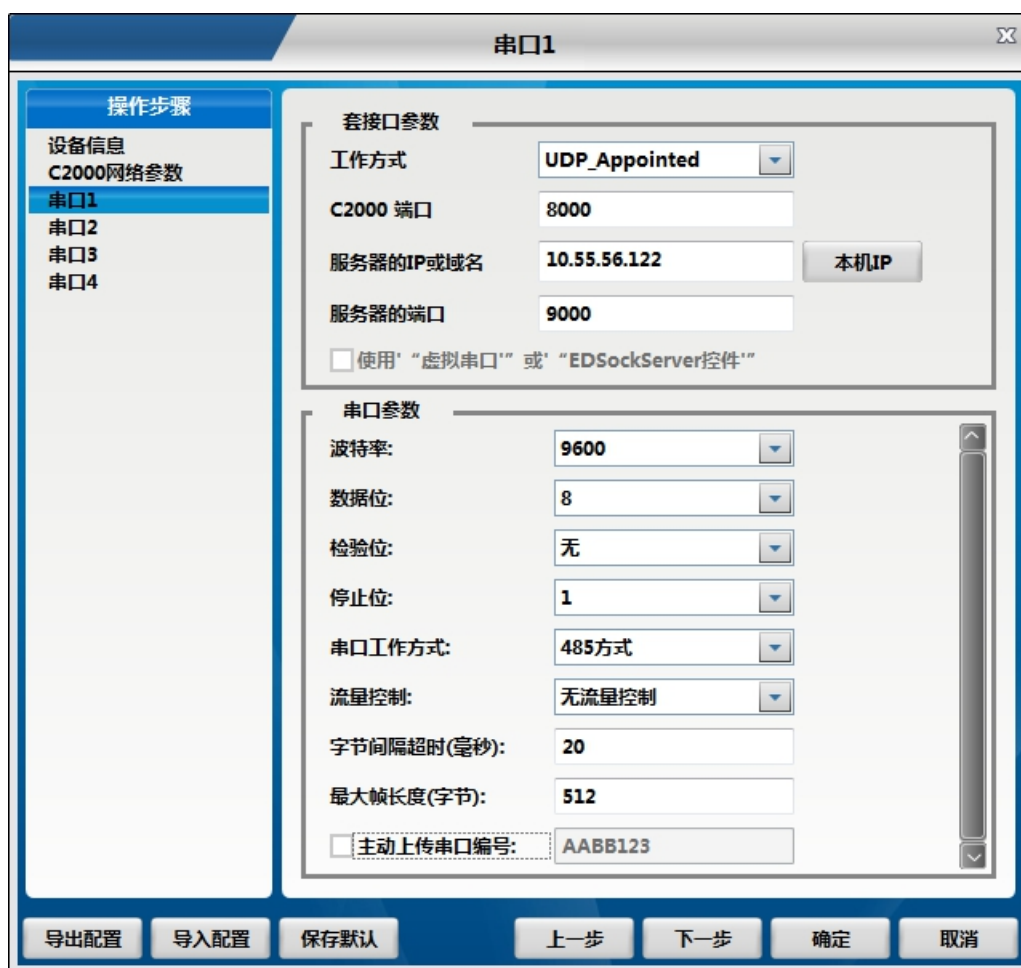 串口1
操作步骤
设备信息
C2000网络参数
串口1
串口2
串口3
串口4
套接口参数
工作方式 UDP_Appointed
C2000 端口 8000
服务器的IP或域名 10.55.56.122 本机IP
服务器的端口 9000
使用' “虚拟串口'” 或' “EDSockServer控件'”
串口参数
波特率: 9600
数据位: 8
检验位: 无
停止位: 1
串口工作方式: 485方式
流量控制: 无流量控制
字节间隔超时(毫秒): 20
最大帧长度(字节): 512
主动上传串口编号: AABB123
导出配置 导入配置 保存默认 上一步 下一步 确定 取消